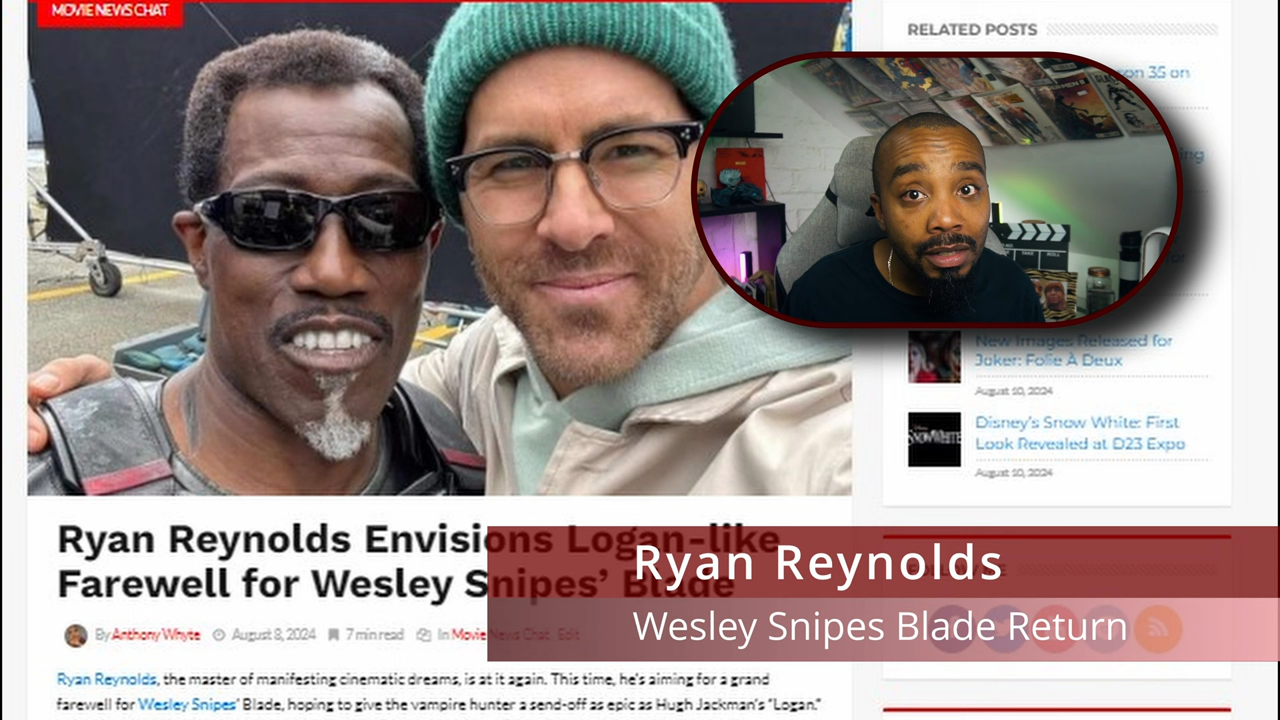 MOVIE NEWS CHAT
RELATED POSTS
on 35 on
New Images Released for
Joker: Folie À Deux
August 10, 2024
Disney's Snow White: First
Look Revealed at D23 Expo
August 10, 2024
Ryan Reynolds Envisions Logan-like
Farewell for Wesley Snipes' Blade
By Anthony Whyte August 8, 2024 7 min read In Movie News Chat Edit
Ryan Reynolds, the master of manifesting cinematic dreams, is at it again. This time, he's aiming for a grand
farewell for Wesley Snipes' Blade, hoping to give the vampire hunter a send-off as epic as Hugh Jackman's "Logan."
Ryan Reynolds
Wesley Snipes Blade Return